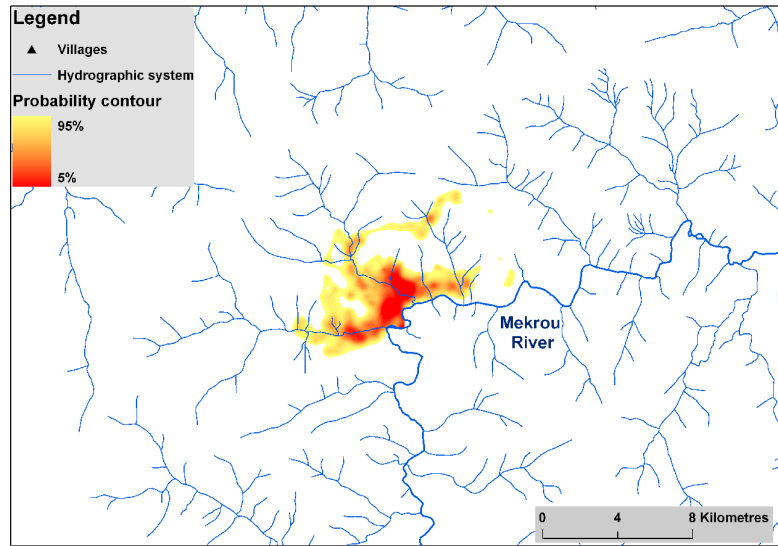 Legend
Villages
Hydrographic system
Probability contour
95%
5%
Mekrou
River
0 4 8 Kilometres